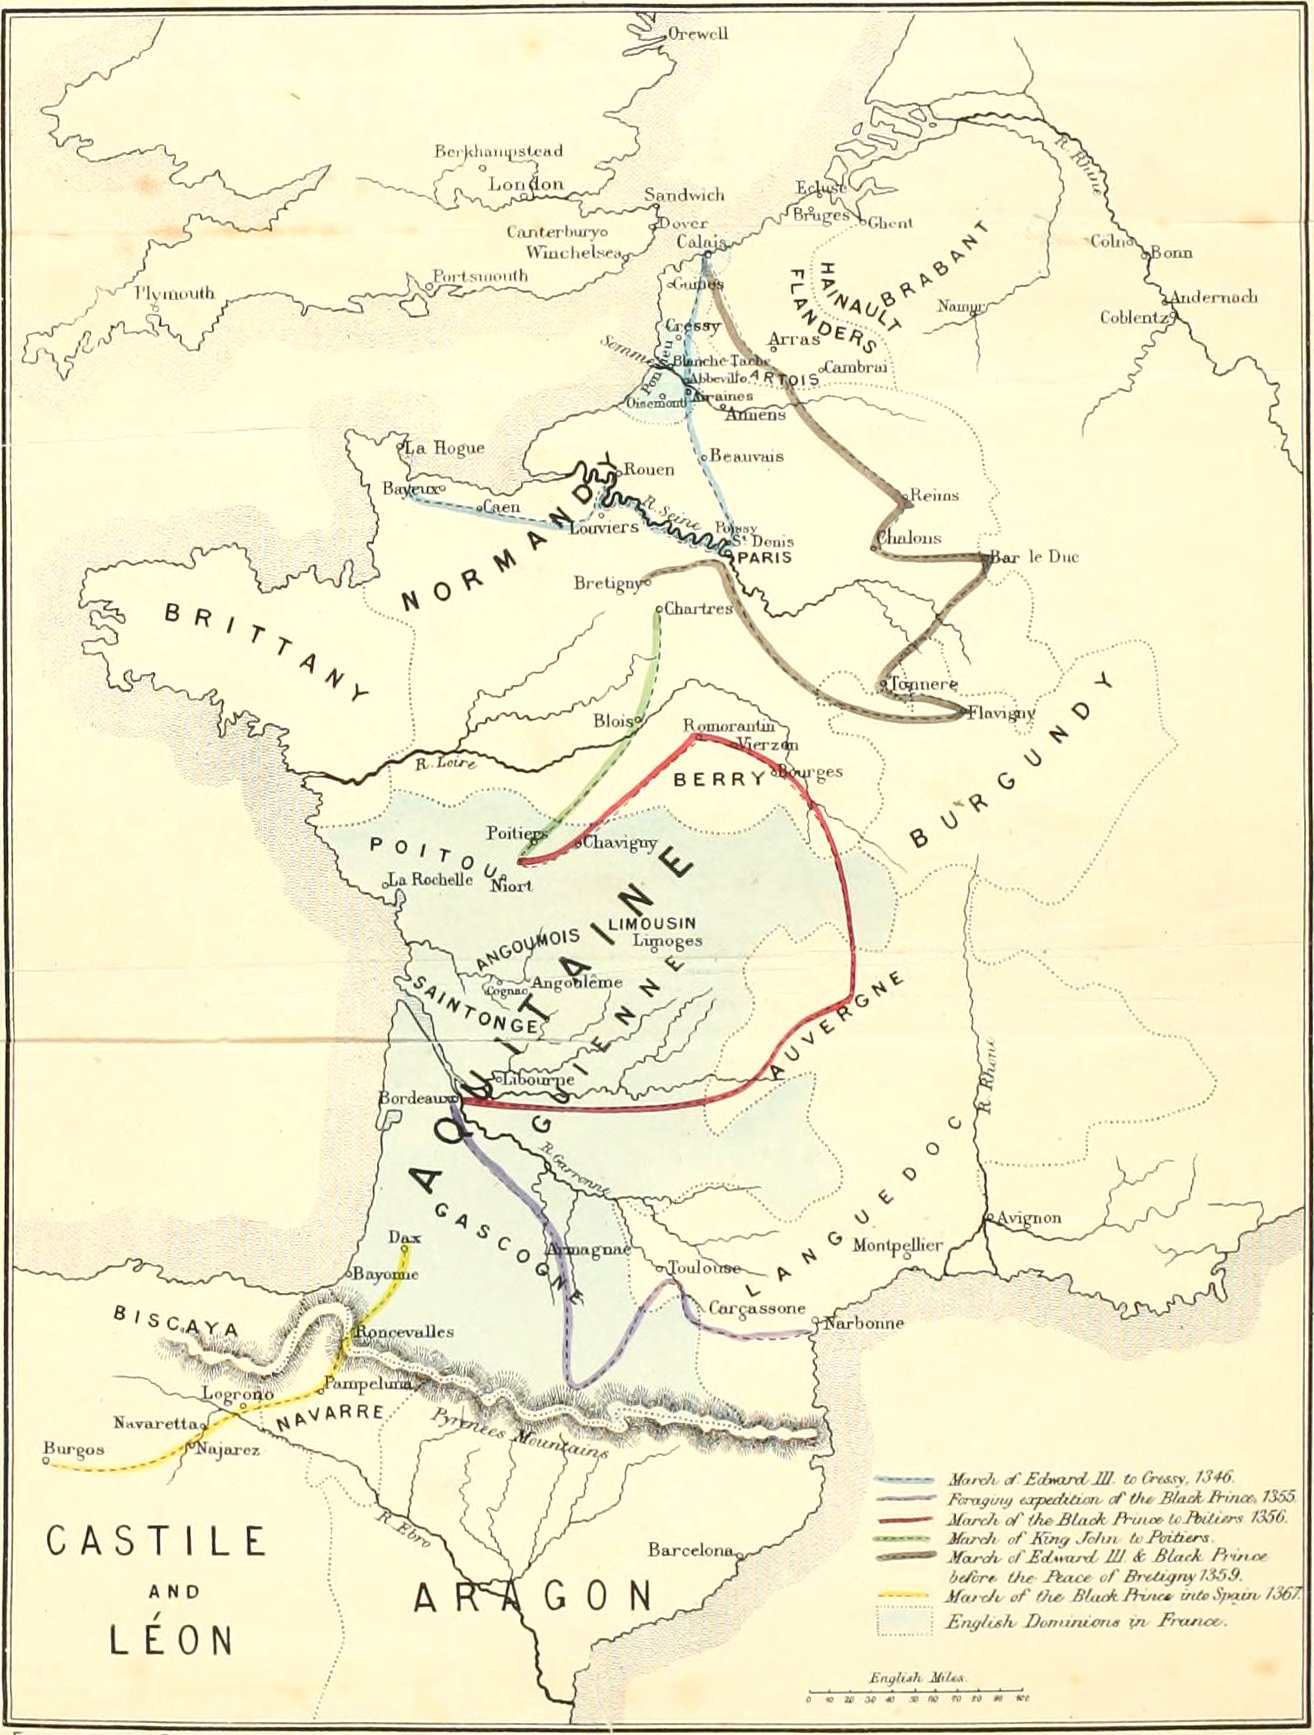 Orewell
Berkhampstead
London
Sandwich
Dover
Canterbury
Winchelsea
Portsmouth
Plymouth
Calais
Guines
Ecluse
Bruges
Ghent
R. Rhine
Coln
Bonn
Andernach
Coblentz
Namur
BRABANT
HAINAULT
FLANDERS
Cressy
Arras
Somme
Ponthieu
Blanche Tache
Abbeville
ARTOIS
Cambrai
Oisemont
Airaines
Amiens
La Hogue
Beauvais
Rouen
Bayeux
Caen
Louviers
R. Seine
Poissy
St. Denis
PARIS
Reims
Chalons
Bar le Duc
NORMANDY
BRITTANY
Bretigny
Chartres
Tonnere
Flavigny
Blois
Romorantin
Vierzon
R. Loire
BERRY
Bourges
BURGUNDY
Poitiers
Chavigny
POITOU
La Rochelle
Niort
LIMOUSIN
Limoges
ANGOUMOIS
Cognac
Angoulême
SAINTONGE
AQUITAINE
GUIENNE
AUVERGNE
Libourne
Bordeaux
R. Rhone
R. Garronne
GASCOGNE
LANGUEDOC
Avignon
Montpellier
Dax
Bayonne
Armagnac
Toulouse
Carçassone
Narbonne
BISCAYA
Roncevalles
Pampeluna
Logrono
NAVARRE
Navaretta
Najarez
Burgos
Pyrenees Mountains
R. Ebro
Barcelona
CASTILE
AND
LÉON
ARAGON
March of Edward III. to Cressy, 1346.
Foraging expedition of the Black Prince, 1355.
March of the Black Prince to Poitiers 1356.
March of King John to Poitiers.
March of Edward III. & Black Prince
before the Peace of Bretigny 1359.
March of the Black Prince into Spain 1367.
English Dominions in France.
English Miles.
0 10 20 30 40 50 60 70 80 90 100